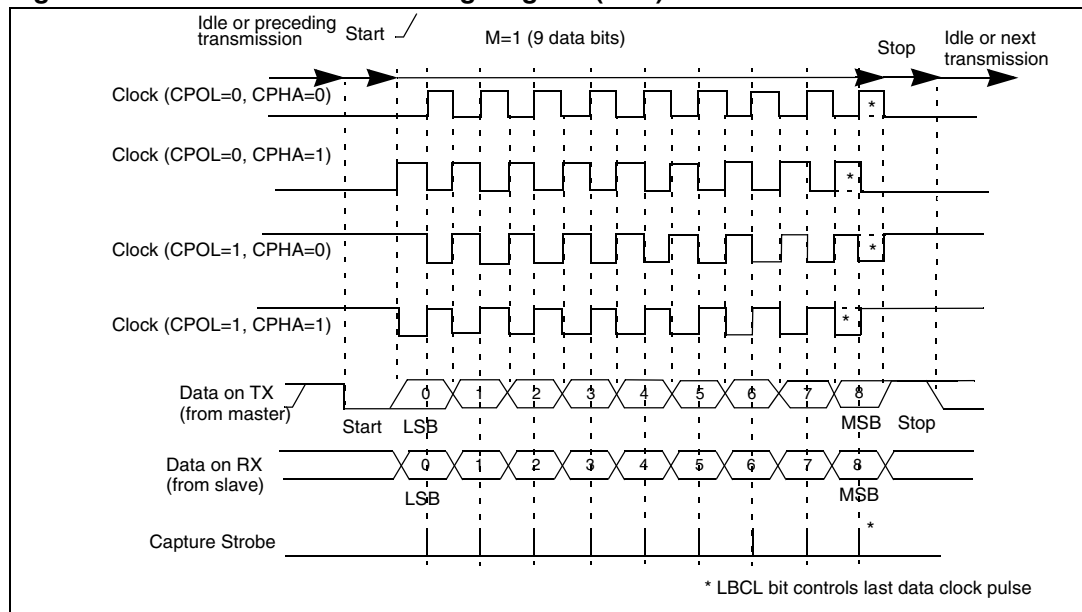 Idle or preceding
transmission
Start
M=1 (9 data bits)
Stop
Idle or next
transmission
Clock (CPOL=0, CPHA=0)
*
Clock (CPOL=0, CPHA=1)
*
Clock (CPOL=1, CPHA=0)
*
Clock (CPOL=1, CPHA=1)
*
Data on TX
(from master)
0 1 2 3 4 5 6 7 8
Start LSB MSB Stop
Data on RX
(from slave)
0 1 2 3 4 5 6 7 8
LSB MSB
Capture Strobe
*
* LBCL bit controls last data clock pulse